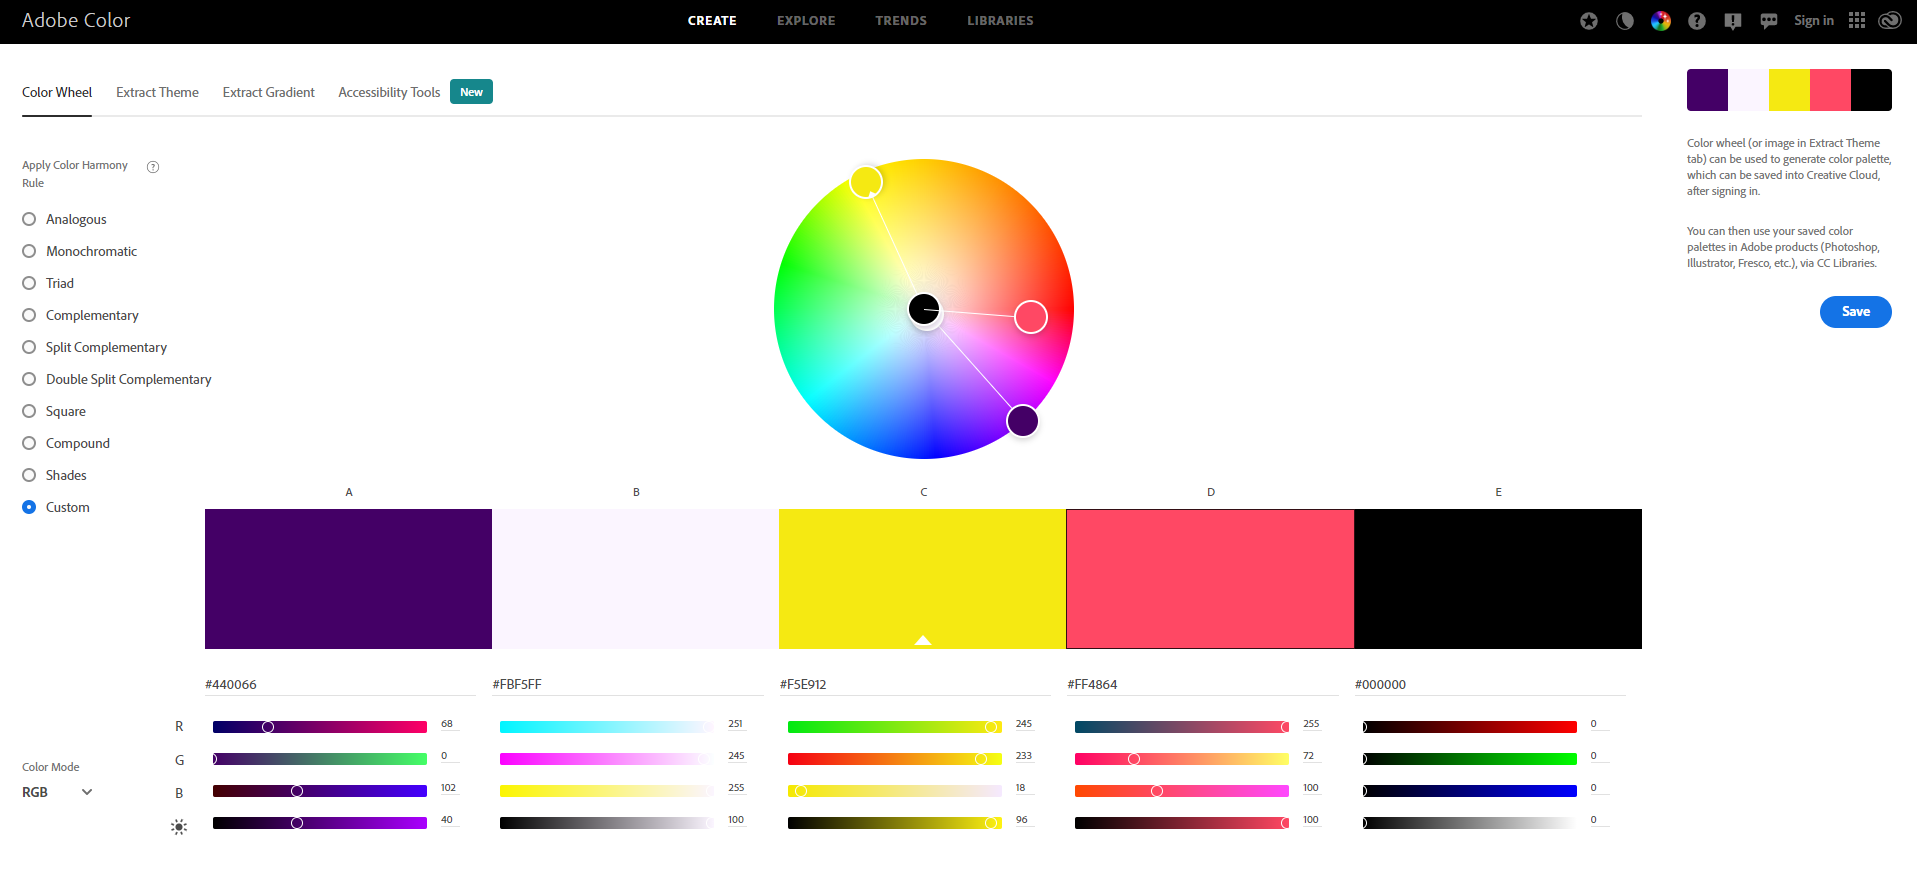 Adobe Color
CREATE EXPLORE TRENDS LIBRARIES
Sign in
Color Wheel Extract Theme Extract Gradient Accessibility Tools New
Apply Color Harmony
Rule
Analogous
Monochromatic
Triad
Complementary
Split Complementary
Double Split Complementary
Square
Compound
Shades
Custom
Color wheel (or image in Extract Theme
tab) can be used to generate color palette,
which can be saved into Creative Cloud,
after signing in.
You can then use your saved color
palettes in Adobe products (Photoshop,
Illustrator, Fresco, etc.), via CC Libraries.
Save
A B C D E
#440066 #FBF5FF #F5E912 #FF4864 #000000
R 68 251 245 255 0
G 0 245 233 72 0
B 102 255 18 100 0
40 100 96 100 0
Color Mode
RGB